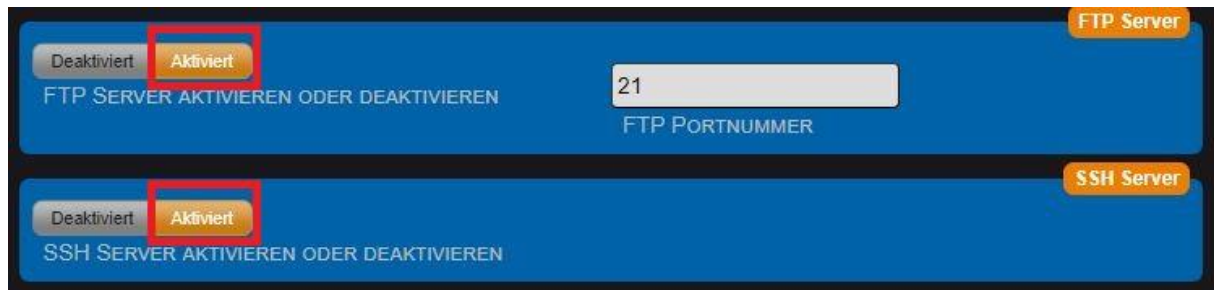 FTP Server
Deaktiviert Aktiviert
FTP SERVER AKTIVIEREN ODER DEAKTIVIEREN
21
FTP PORTNUMMER
SSH Server
Deaktiviert Aktiviert
SSH SERVER AKTIVIEREN ODER DEAKTIVIEREN